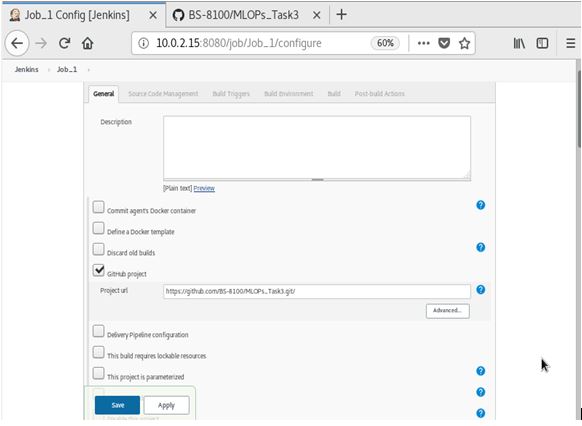 Job_1 Config [Jenkins]
BS-8100/MLOPs_Task3
10.0.2.15:8080/job/Job_1/configure
60%
Jenkins
Job_1
General
Source Code Management
Build Triggers
Build Environment
Build
Post-build Actions
Description
[Plain text] Preview
Commit agent's Docker container
Define a Docker template
Discard old builds
GitHub project
Project url
https://github.com/BS-8100/MLOPs_Task3.git/
Advanced...
Delivery Pipeline configuration
This build requires lockable resources
This project is parameterized
Save
Apply